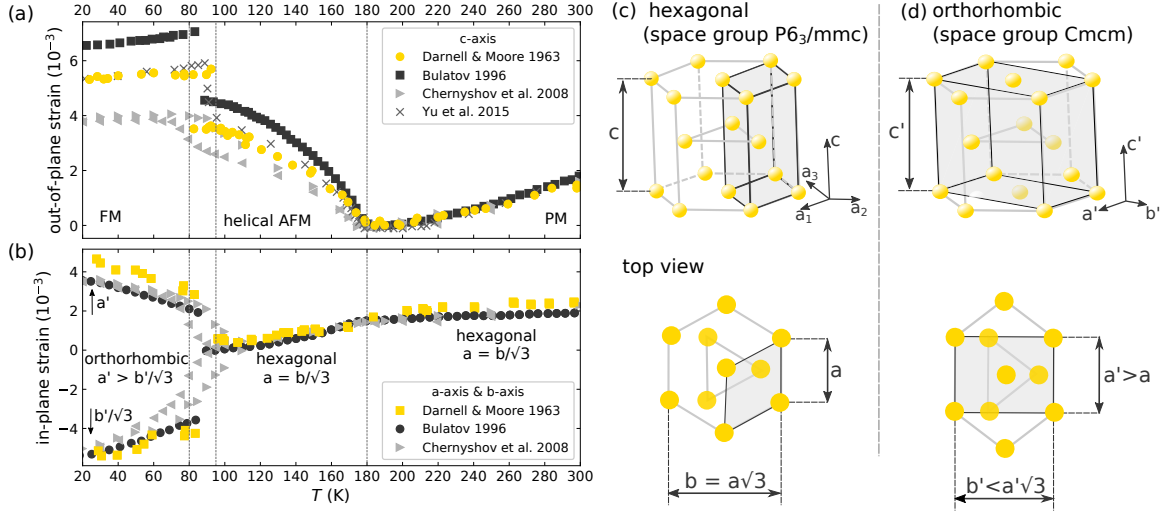 (a)
20 40 60 80 100 120 140 160 180 200 220 240 260 280 300
out-of-plane strain (10⁻³)
6
4
2
0
c-axis
Darnell & Moore 1963
Bulatov 1996
Chernyshov et al. 2008
Yu et al. 2015
FM
helical AFM
PM
(b)
in-plane strain (10⁻³)
4
2
0
−2
−4
a'
orthorhombic
a' > b'/√3
b'/√3
hexagonal
a = b/√3
hexagonal
a = b/√3
a-axis & b-axis
Darnell & Moore 1963
Bulatov 1996
Chernyshov et al. 2008
20 40 60 80 100 120 140 160 180 200 220 240 260 280 300
T (K)
(c) hexagonal
(space group P6₃/mmc)
c
c
a₃
a₁
a₂
top view
a
b = a√3
(d) orthorhombic
(space group Cmcm)
c'
c'
a'
b'
a'>a
b'<a'√3